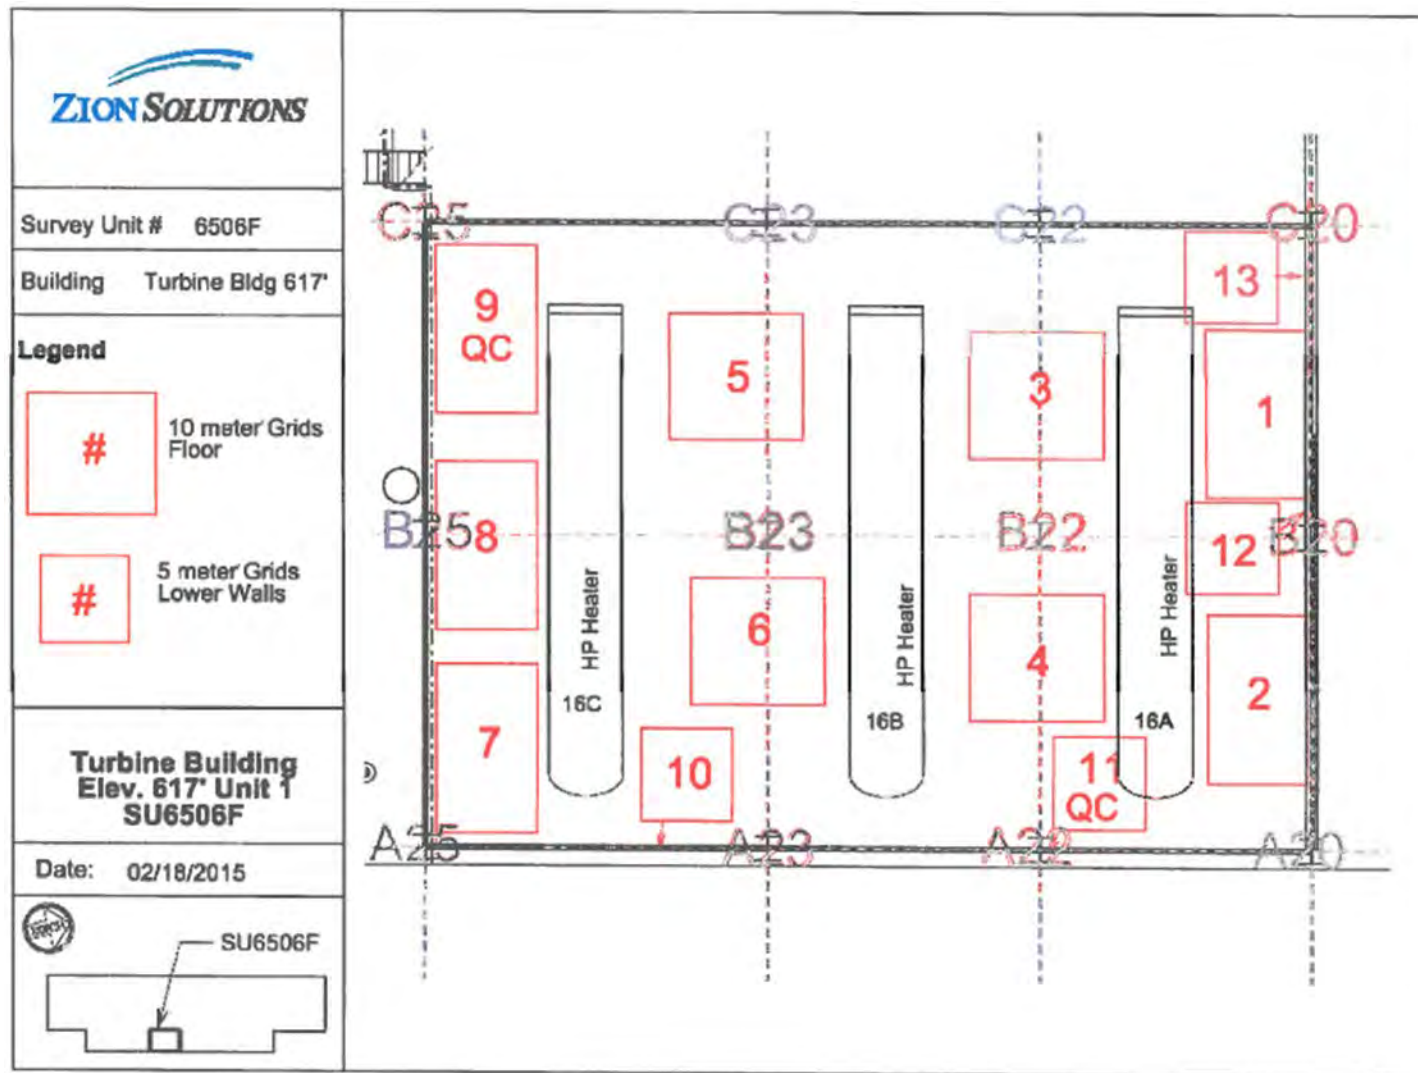 ZION SOLUTIONS
Survey Unit # 6506F
Building Turbine Bldg 617'
Legend
#
10 meter Grids
Floor
#
5 meter Grids
Lower Walls
Turbine Building
Elev. 617' Unit 1
SU6506F
Date: 02/18/2015
SU6506F
C25
C23
C22
C20
13
9
QC
5
3
1
B25
8
B23
B22
12
B20
HP Heater
16C
6
HP Heater
16B
4
HP Heater
16A
2
7
10
11
QC
A25
A23
A22
A20